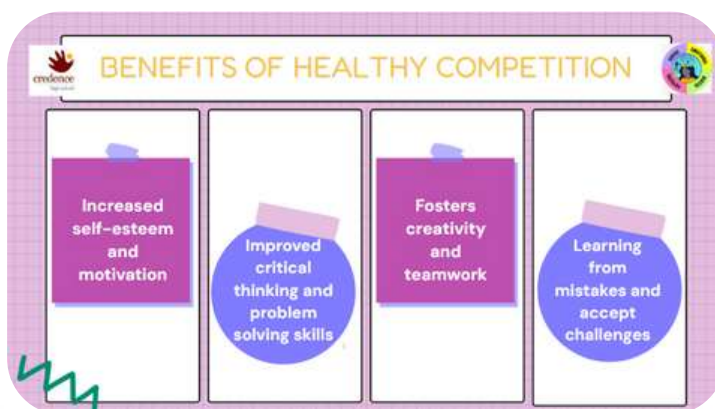 credence
BENEFITS OF HEALTHY COMPETITION
Increased
self-esteem
and
motivation
Improved
critical
thinking and
problem
solving skills
Fosters
creativity
and
teamwork
Learning
from
mistakes and
accept
challenges